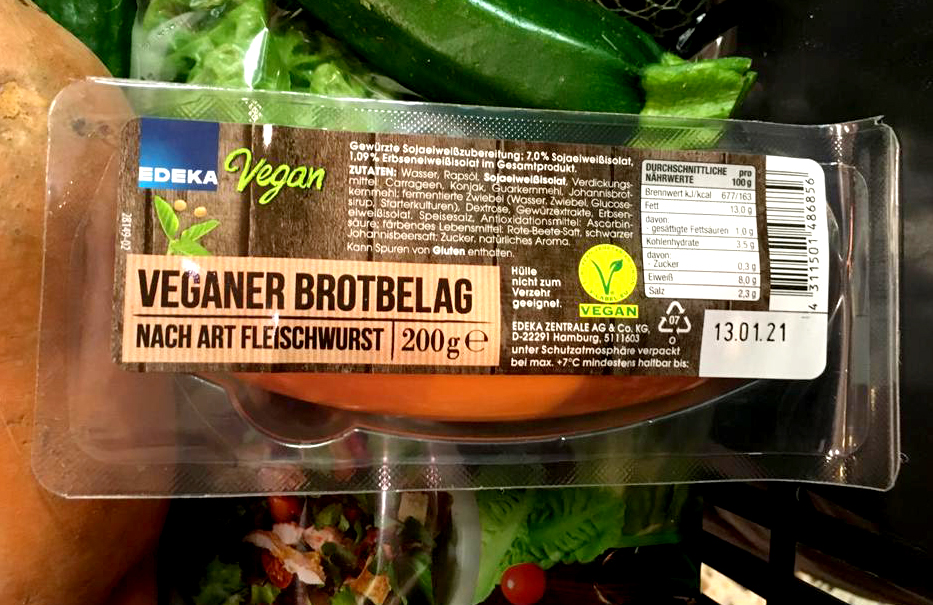 EDEKA
Vegan
28149-02
VEGANER BROTBELAG
NACH ART FLEISCHWURST 200g e
Gewürzte Sojaeiweißzubereitung; 7,0% Sojaeiweißisolat,
1,09% Erbseneiweißisolat im Gesamtprodukt.
ZUTATEN: Wasser, Rapsöl, Sojaeiweißisolat, Verdickungs-
mittel: Carrageen, Konjak, Guarkernmehl, Johannisbrot-
kernmehl; fermentierte Zwiebel (Wasser, Zwiebel, Glucose-
sirup, Starterkulturen), Dextrose, Gewürzextrakte, Erbsen-
eiweißisolat, Speisesalz, Antioxidationsmittel: Ascorbin-
säure; färbendes Lebensmittel: Rote-Beete-Saft, schwarzer
Johannisbeersaft; Zucker, natürliches Aroma.
Kann Spuren von Gluten enthalten.
Hülle
nicht zum
Verzehr
geeignet.
VEGAN
EDEKA ZENTRALE AG & Co. KG,
D-22291 Hamburg, 5111603
unter Schutzatmosphäre verpackt
bei max. +7°C mindestens haltbar bis:
07
O
DURCHSCHNITTLICHE pro
NÄHRWERTE 100g
Brennwert kJ/kcal 677/163
Fett 13,0 g
davon:
- gesättigte Fettsäuren 1,0 g
Kohlenhydrate 3,5 g
davon
- Zucker 0,3 g
Eiweiß 8,0 g
Salz 2,3 g
4 311501 486856
13.01.21